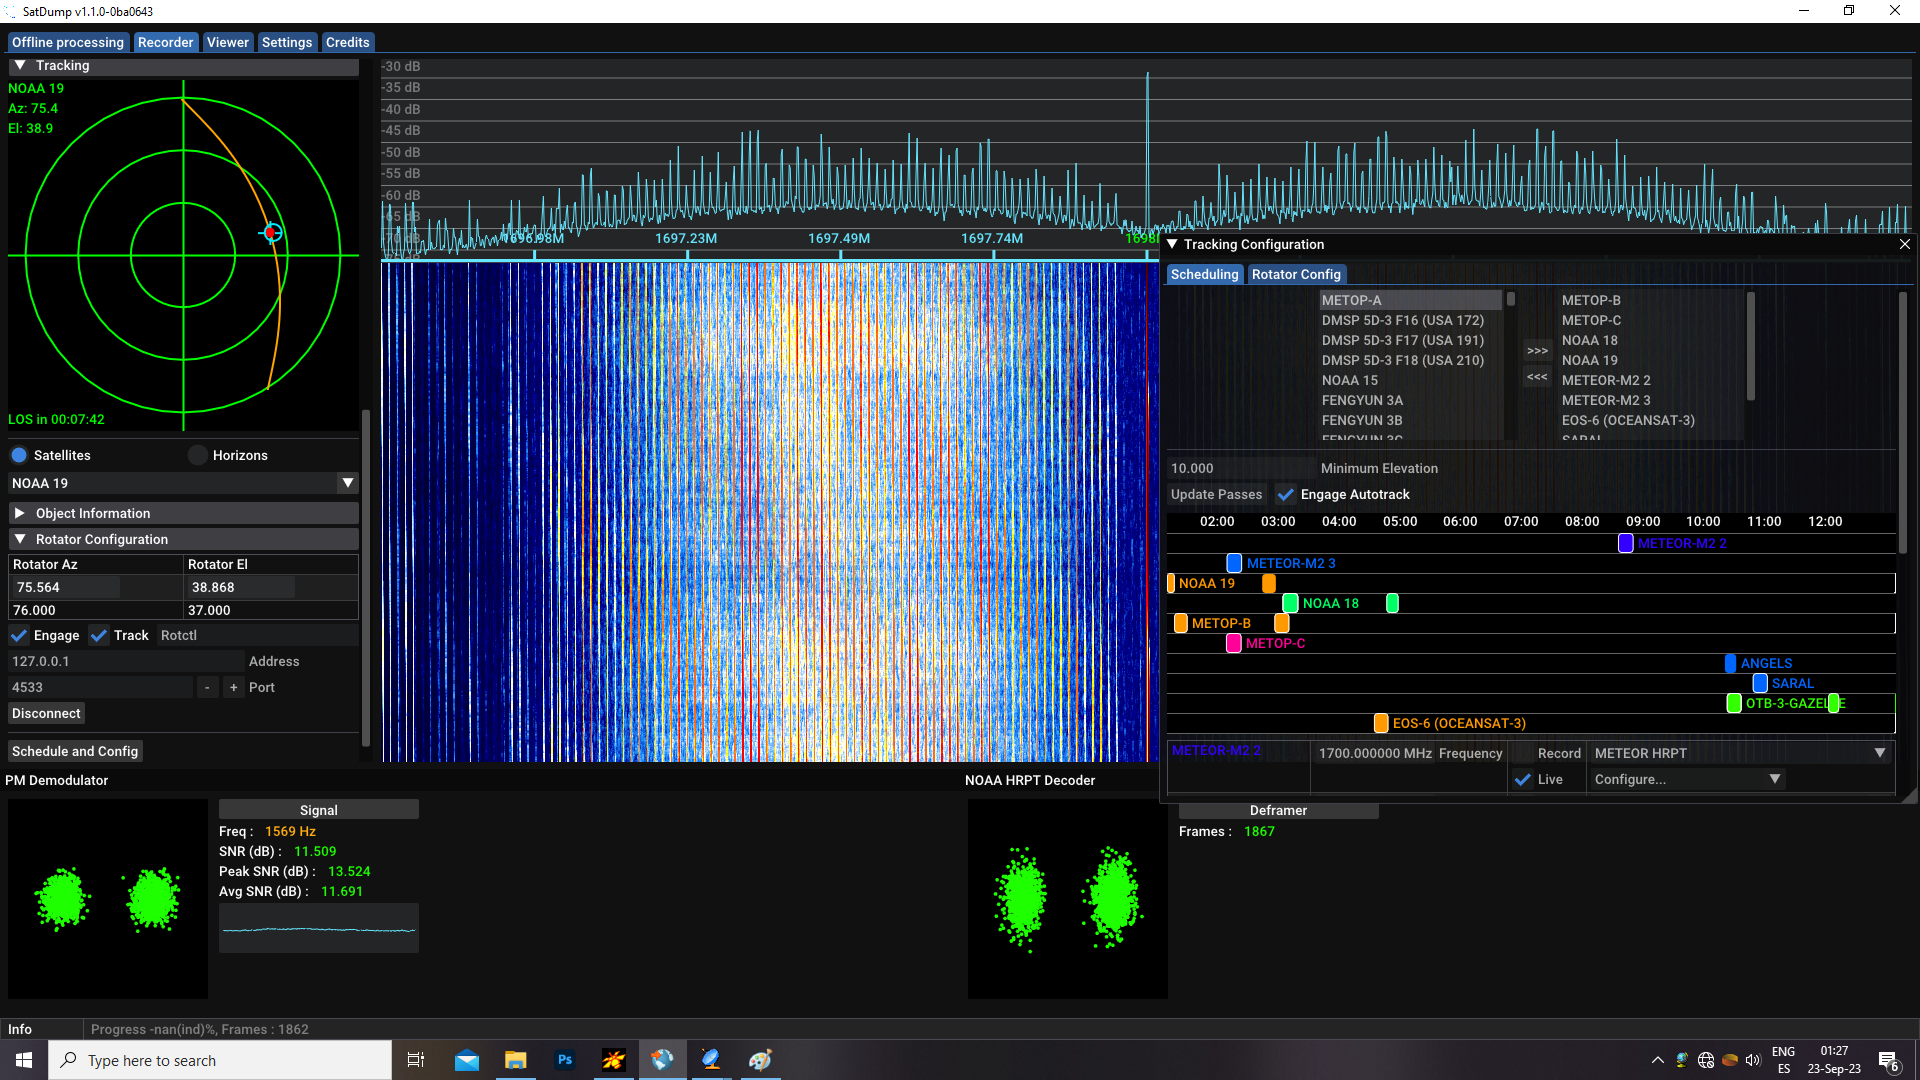 SatDump v1.1.0-0ba0643
Offline processing Recorder Viewer Settings Credits
Tracking
NOAA 19
Az: 75.4
El: 38.9
LOS in 00:07:42
Satellites Horizons
NOAA 19
Object Information
Rotator Configuration
Rotator Az Rotator El
75.564 38.868
76.000 37.000
Engage Track Rotctl
127.0.0.1 Address
4533 - + Port
Disconnect
Schedule and Config
-30 dB
-35 dB
-40 dB
-45 dB
-50 dB
-55 dB
-60 dB
-65 dB
-70 dB
1696.98M 1697.23M 1697.49M 1697.74M
Tracking Configuration
Scheduling Rotator Config
METOP-A
DMSP 5D-3 F16 (USA 172)
DMSP 5D-3 F17 (USA 191)
DMSP 5D-3 F18 (USA 210)
NOAA 15
FENGYUN 3A
FENGYUN 3B
FENGYUN 3C
>>>
<<<
METOP-B
METOP-C
NOAA 18
NOAA 19
METEOR-M2 2
METEOR-M2 3
EOS-6 (OCEANSAT-3)
SARAL
10.000 Minimum Elevation
Update Passes Engage Autotrack
02:00 03:00 04:00 05:00 06:00 07:00 08:00 09:00 10:00 11:00 12:00
METEOR-M2 2
METEOR-M2 3
NOAA 19
NOAA 18
METOP-B
METOP-C
ANGELS
SARAL
OTB-3-GAZELLE
EOS-6 (OCEANSAT-3)
METEOR-M2 2 1700.000000 MHz Frequency Record METEOR HRPT
Live Configure...
PM Demodulator
Signal
Freq : 1569 Hz
SNR (dB) : 11.509
Peak SNR (dB) : 13.524
Avg SNR (dB) : 11.691
NOAA HRPT Decoder
Deframer
Frames : 1867
Info Progress -nan(ind)%, Frames : 1862
Type here to search
Ps
ENG
ES
01:27
23-Sep-23
6